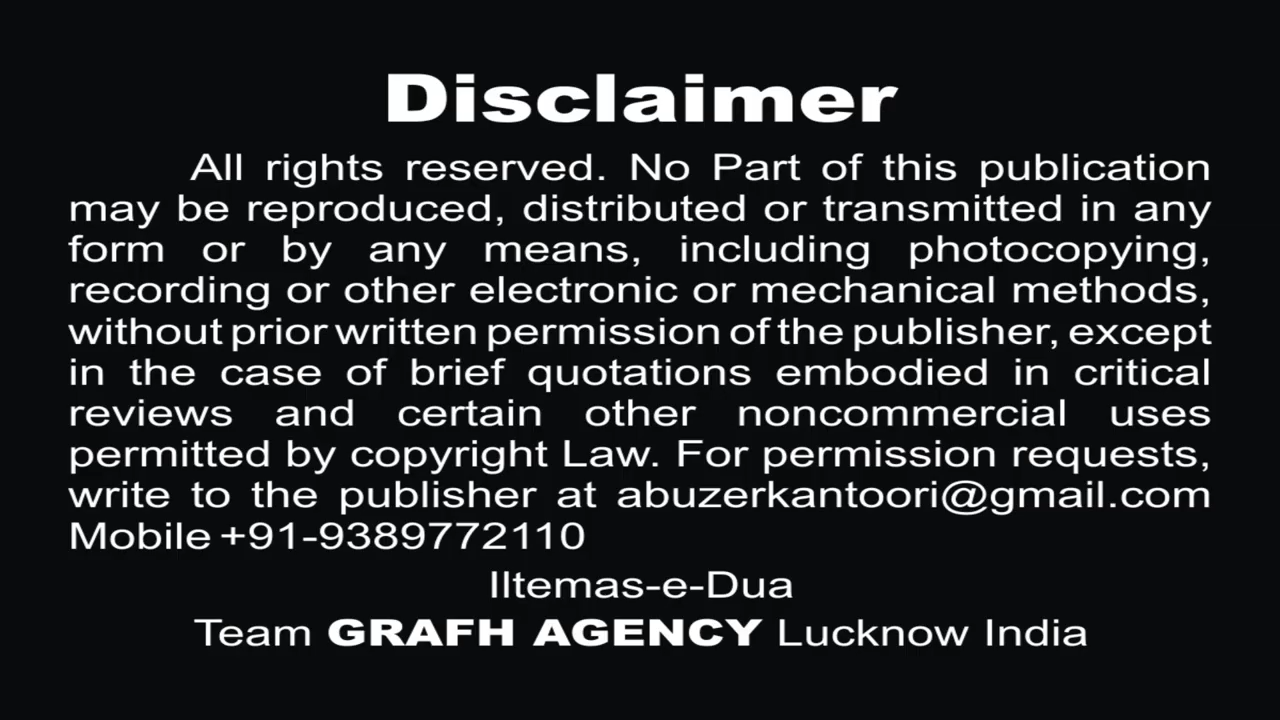 Disclaimer
All rights reserved. No Part of this publication
may be reproduced, distributed or transmitted in any
form or by any means, including photocopying,
recording or other electronic or mechanical methods,
without prior written permission of the publisher, except
in the case of brief quotations embodied in critical
reviews and certain other noncommercial uses
permitted by copyright Law. For permission requests,
write to the publisher at abuzerkantoori@gmail.com
Mobile +91-9389772110
IItemas-e-Dua
Team GRAFH AGENCY Lucknow India